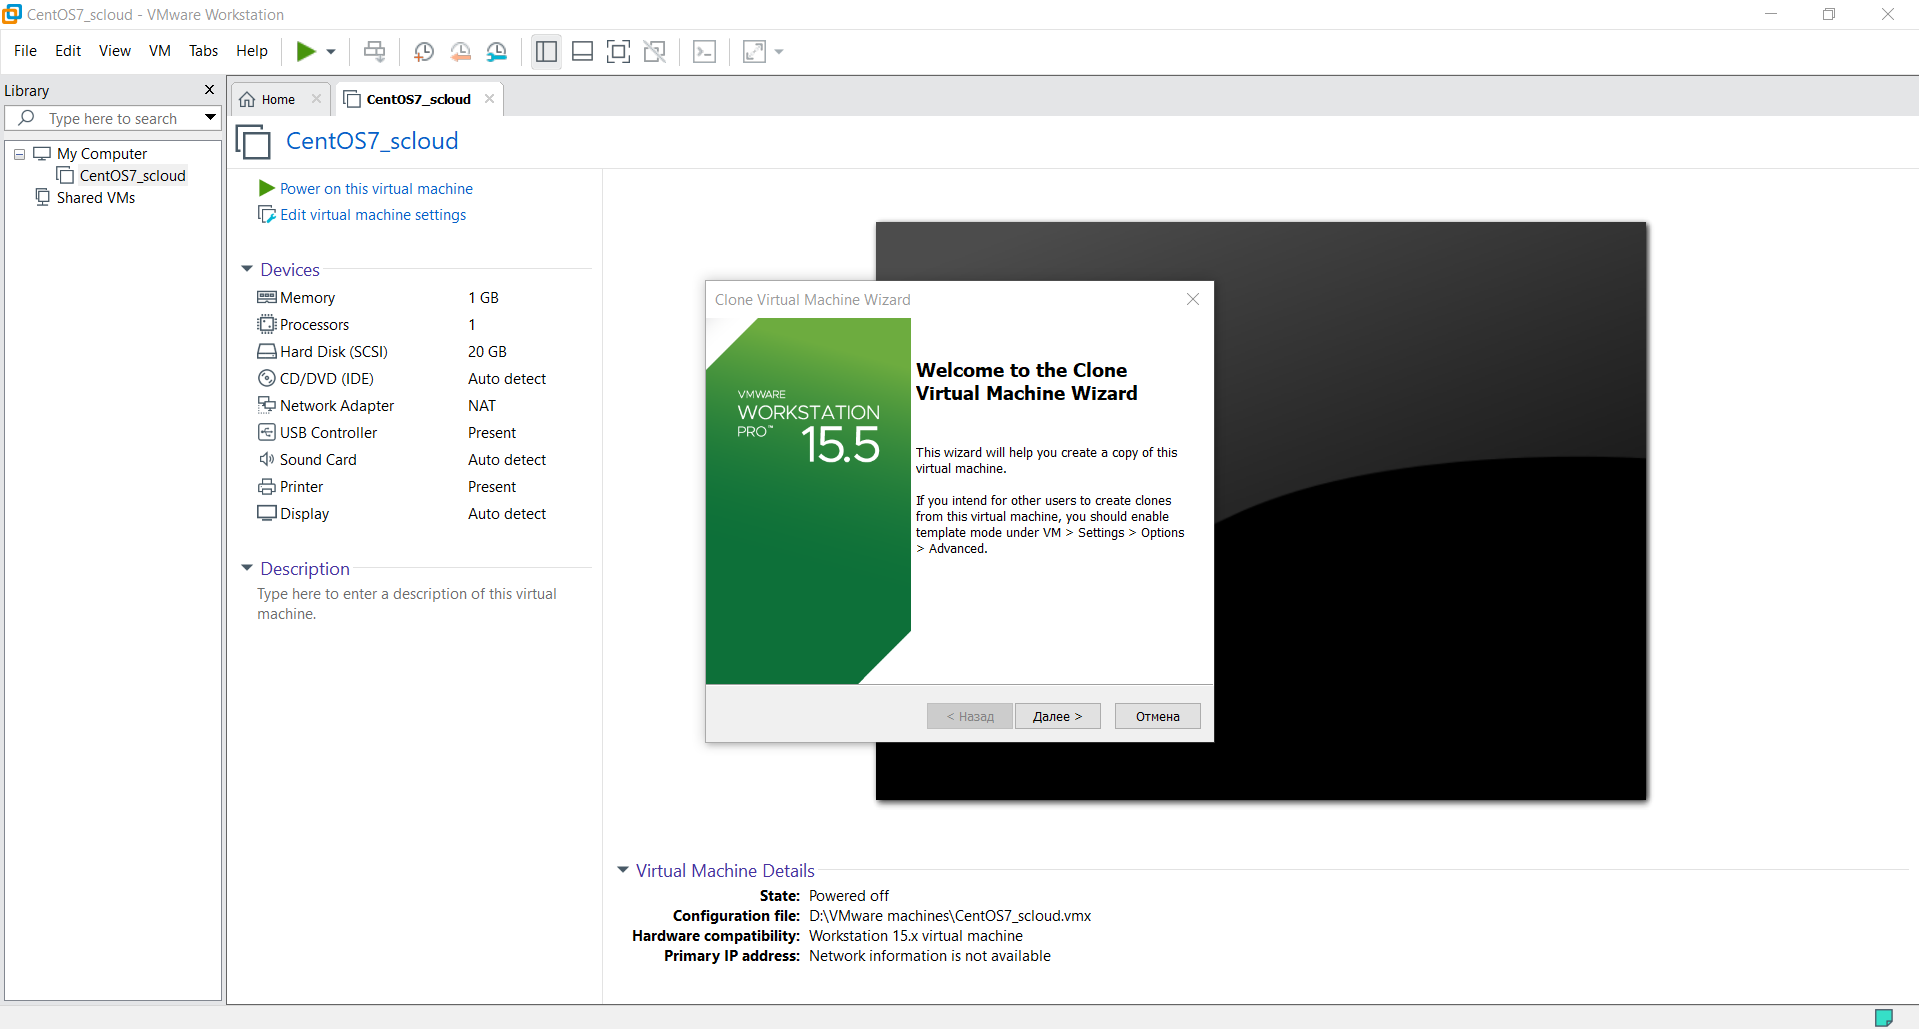 CentOS7_scloud - VMware Workstation
File Edit View VM Tabs Help
Library
Type here to search
My Computer
CentOS7_scloud
Shared VMs
Home
CentOS7_scloud
CentOS7_scloud
Power on this virtual machine
Edit virtual machine settings
Devices
Memory 1 GB
Processors 1
Hard Disk (SCSI) 20 GB
CD/DVD (IDE) Auto detect
Network Adapter NAT
USB Controller Present
Sound Card Auto detect
Printer Present
Display Auto detect
Description
Type here to enter a description of this virtual
machine.
Clone Virtual Machine Wizard
VMWARE
WORKSTATION
PRO™ 15.5
Welcome to the Clone
Virtual Machine Wizard
This wizard will help you create a copy of this
virtual machine.
If you intend for other users to create clones
from this virtual machine, you should enable
template mode under VM > Settings > Options
> Advanced.
< Назад
Далее >
Отмена
Virtual Machine Details
State: Powered off
Configuration file: D:\VMware machines\CentOS7_scloud.vmx
Hardware compatibility: Workstation 15.x virtual machine
Primary IP address: Network information is not available